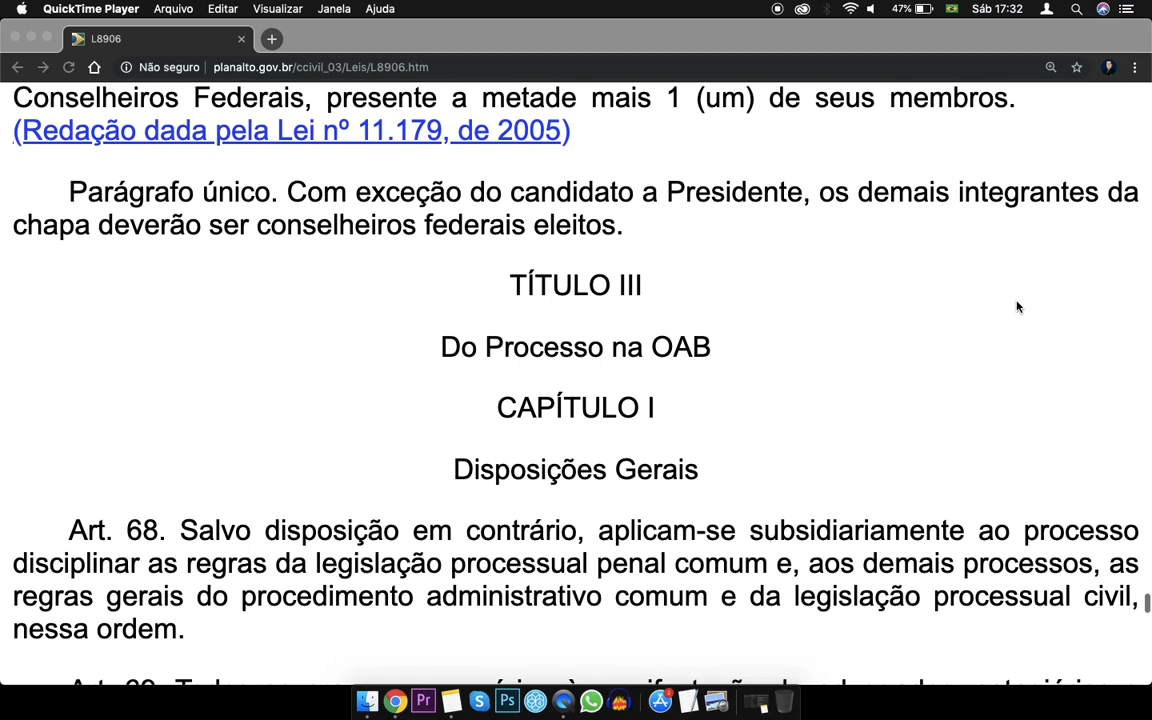 QuickTime Player Arquivo Editar Visualizar Janela Ajuda 47% Sáb 17:32
L8906
Não seguro planalto.gov.br/ccivil_03/Leis/L8906.htm
Conselheiros Federais, presente a metade mais 1 (um) de seus membros.
(Redação dada pela Lei nº 11.179, de 2005)
Parágrafo único. Com exceção do candidato a Presidente, os demais integrantes da
chapa deverão ser conselheiros federais eleitos.
TÍTULO III
Do Processo na OAB
CAPÍTULO I
Disposições Gerais
Art. 68. Salvo disposição em contrário, aplicam-se subsidiariamente ao processo
disciplinar as regras da legislação processual penal comum e, aos demais processos, as
regras gerais do procedimento administrativo comum e da legislação processual civil,
nessa ordem.
Pr Ps